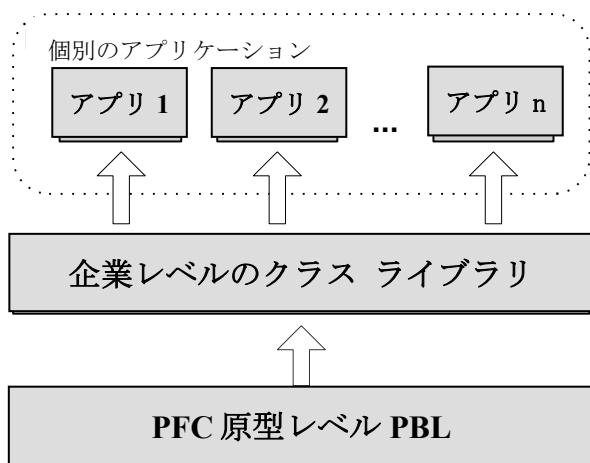 個別のアプリケーション
アプリ 1
アプリ 2
...
アプリ n
企業レベルのクラス ライブラリ
PFC 原型レベル PBL